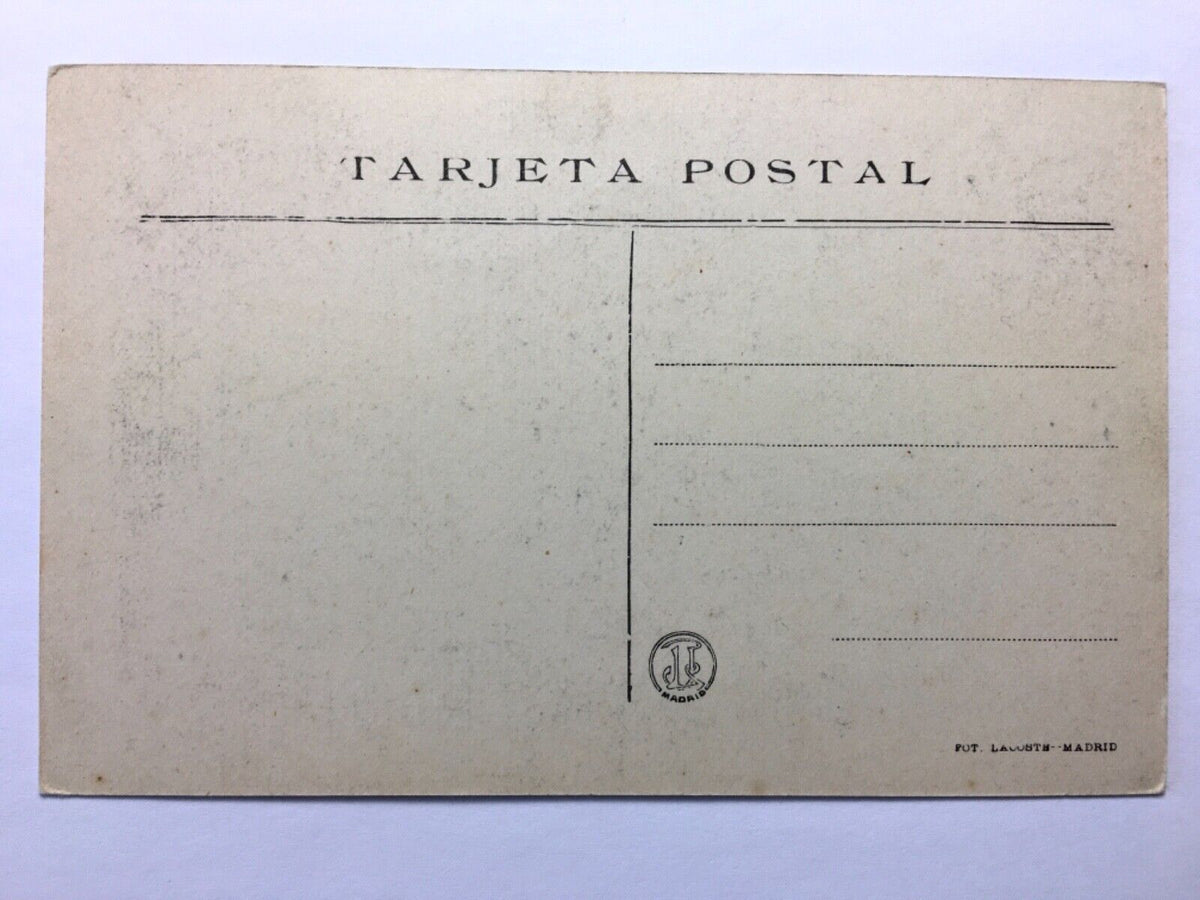 TARJETA POSTAL
MADRID
FOT. LACOSTE--MADRID